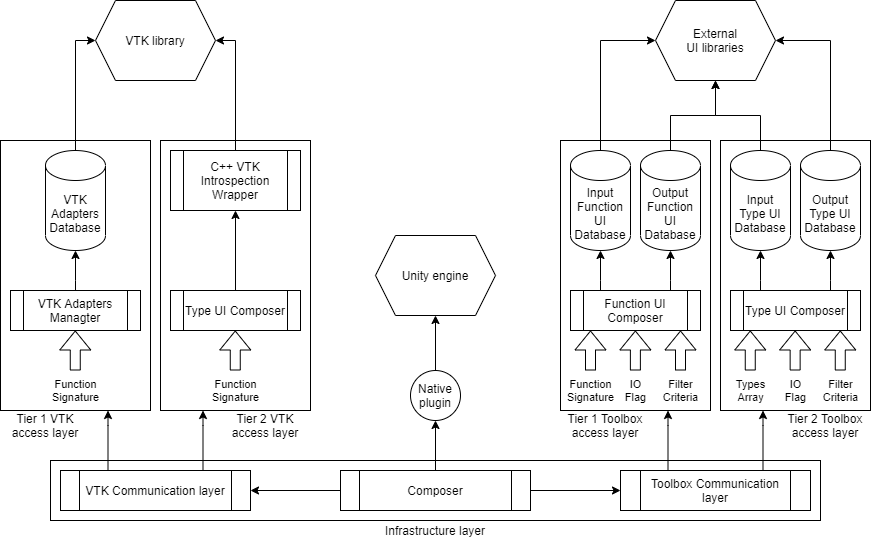 VTK library
External
UI libraries
VTK
Adapters
Database
C++ VTK
Introspection
Wrapper
Input
Function
UI
Database
Output
Function
UI
Database
Input
Type UI
Database
Output
Type UI
Database
Unity engine
VTK Adapters
Managter
Type UI Composer
Function UI
Composer
Type UI Composer
Function
Signature
Function
Signature
Native
plugin
Function
Signature
IO
Flag
Filter
Criteria
Types
Array
IO
Flag
Filter
Criteria
Tier 1 VTK
access layer
Tier 2 VTK
access layer
Tier 1 Toolbox
access layer
Tier 2 Toolbox
access layer
VTK Communication layer
Composer
Toolbox Communication
layer
Infrastructure layer